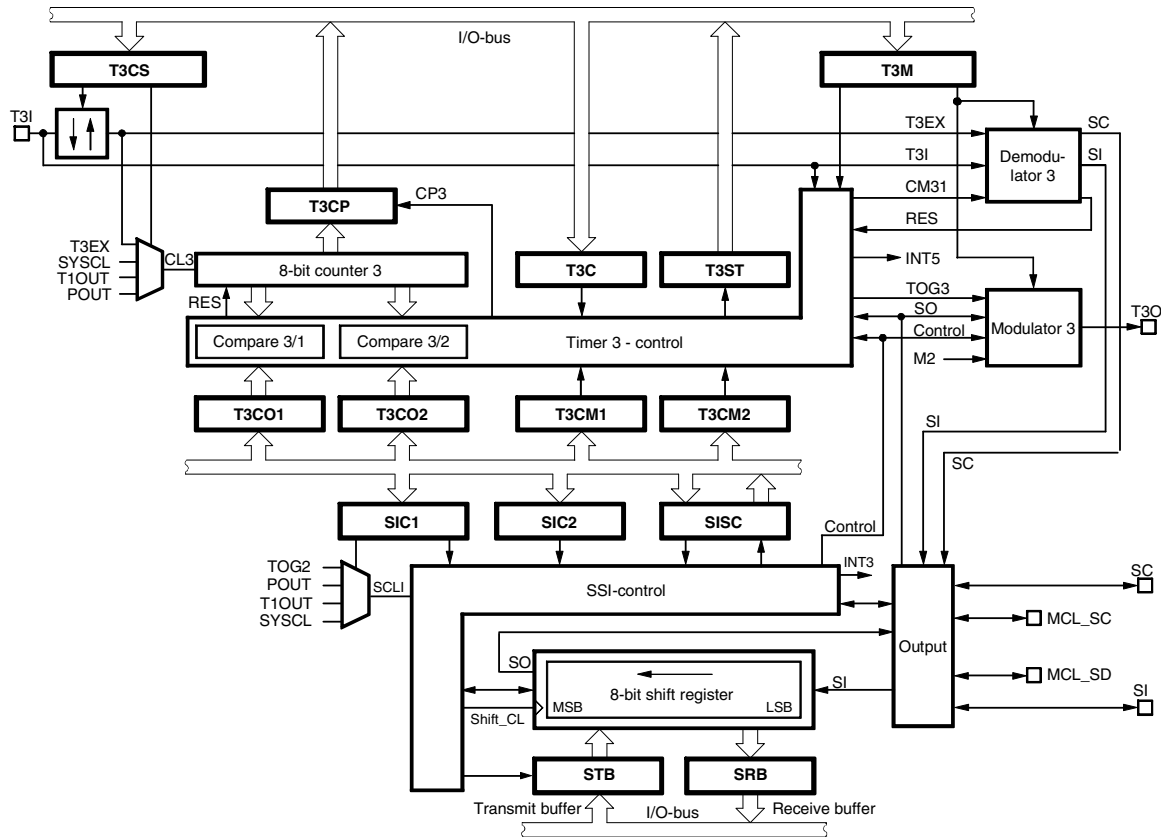 I/O-bus
T3CS
T3M
T3I
T3EX
SC
T3I
SI
Demodu-
lator 3
CM31
T3CP
CP3
RES
T3EX
SYSCL
T1OUT
POUT
CL3
8-bit counter 3
T3C
T3ST
INT5
RES
TOG3
SO
Control
M2
Modulator 3
T3O
Compare 3/1
Compare 3/2
Timer 3 - control
T3CO1
T3CO2
T3CM1
T3CM2
SI
SC
SIC1
SIC2
SISC
Control
TOG2
POUT
T1OUT
SYSCL
SCLI
SSI-control
INT3
SC
MCL_SC
Output
SO
8-bit shift register
MSB
LSB
SI
MCL_SD
SI
Shift_CL
STB
SRB
Transmit buffer
I/O-bus
Receive buffer